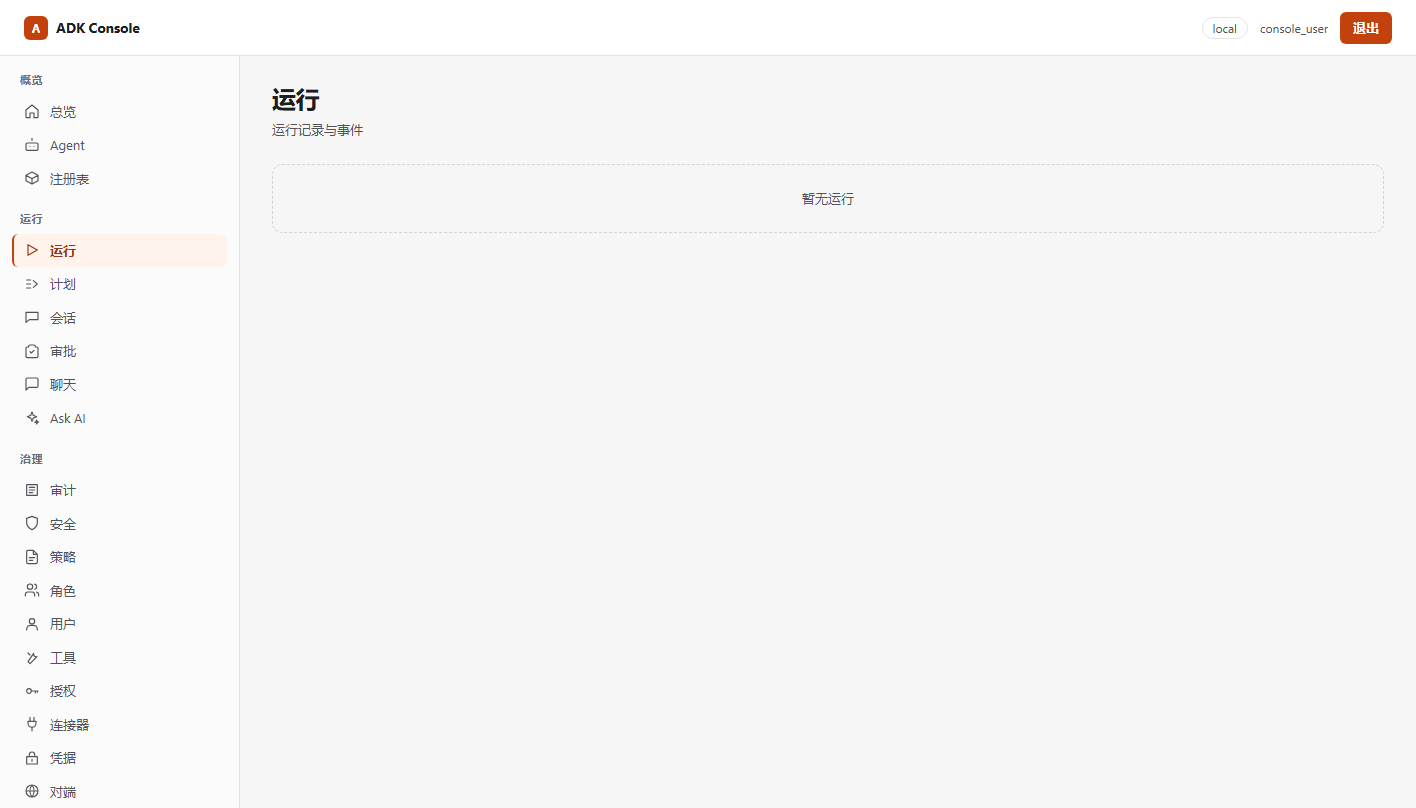 A ADK Console
local console_user 退出
概览
总览
Agent
注册表
运行
运行
计划
会话
审批
聊天
Ask AI
治理
审计
安全
策略
角色
用户
工具
授权
连接器
凭据
对端
运行
运行记录与事件
暂无运行